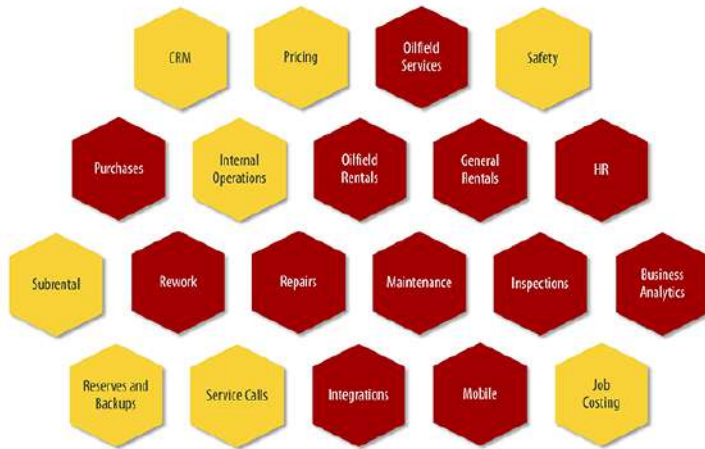 CRM
Pricing
Oilfield
Services
Safety
Purchases
Internal
Operations
Oilfield
Rentals
General
Rentals
HR
Subrental
Rework
Repairs
Maintenance
Inspections
Business
Analytics
Reserves and
Backups
Service Calls
Integrations
Mobile
Job
Costing